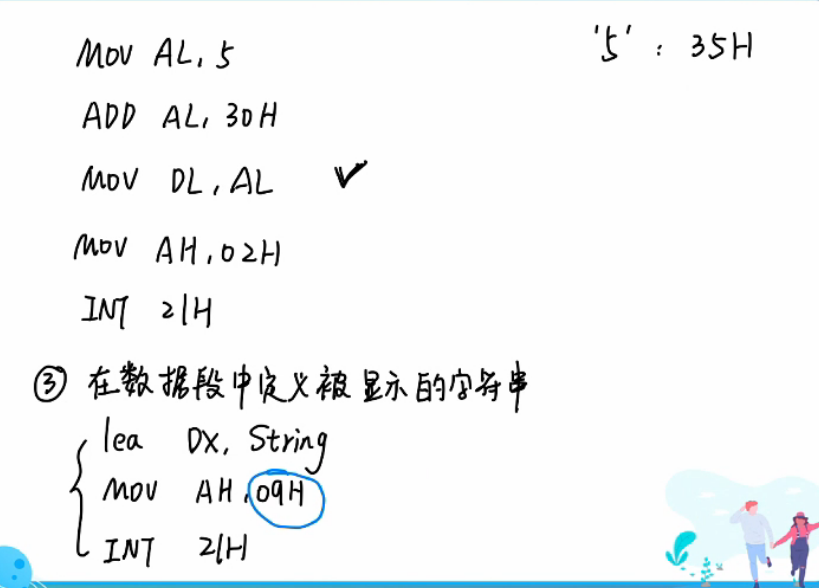 MOV AL, 5
'5' : 35H
ADD AL, 30H
MOV DL, AL
MOV AH, 02H
INT 21H
③ 在数据段中定义被显示的字符串
lea DX, String
MOV AH, 09H
INT 21H